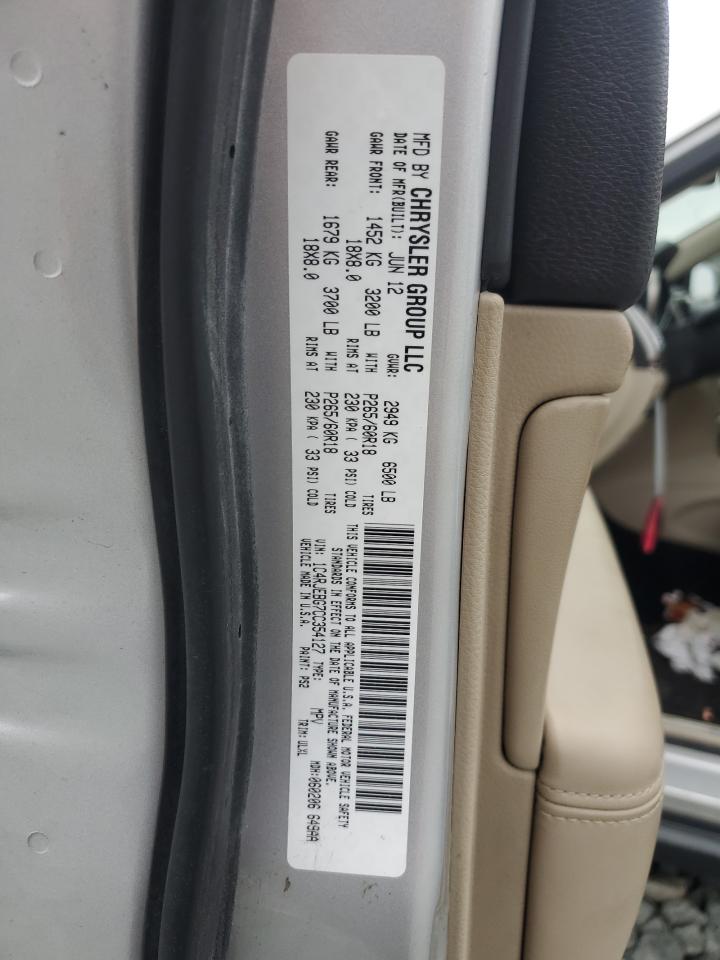 MFD BY CHRYSLER GROUP LLC
DATE OF MFR(BUILT): JUN 12 GVWR: 2949 KG 6500 LB
GAWR FRONT: 1452 KG 3200 LB WITH P265/60R18 TIRES
18X8.0 RIMS AT 230 KPA ( 33 PSI) COLD
GAWR REAR: 1679 KG 3700 LB WITH P265/60R18 TIRES
18X8.0 RIMS AT 230 KPA ( 33 PSI) COLD
THIS VEHICLE CONFORMS TO ALL APPLICABLE U.S.A. FEDERAL MOTOR VEHICLE SAFETY
STANDARDS IN EFFECT ON THE DATE OF MANUFACTURE SHOWN ABOVE.
VIN: 1C4RJEBG7CC354127 TYPE: MPV MDH:060206 649AA
VEHICLE MADE IN U.S.A. PAINT: PS2 TRIM: ULXL